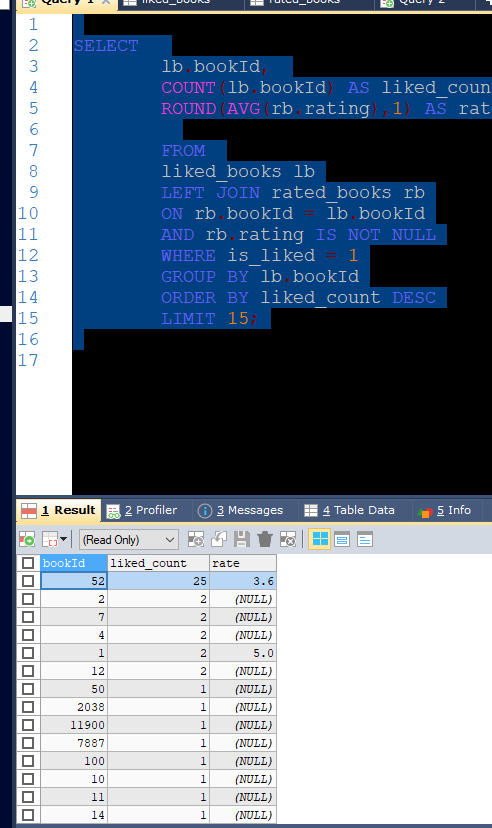 Query 1 liked_books rated_books Query 2
1
2 SELECT
3 lb.bookId,
4 COUNT(lb.bookId) AS liked_coun
5 ROUND(AVG(rb.rating),1) AS rat
6
7 FROM
8 liked_books lb
9 LEFT JOIN rated_books rb
10 ON rb.bookId = lb.bookId
11 AND rb.rating IS NOT NULL
12 WHERE is_liked = 1
13 GROUP BY lb.bookId
14 ORDER BY liked_count DESC
15 LIMIT 15;
16
17
1 Result 2 Profiler 3 Messages 4 Table Data 5 Info
(Read Only)
bookId liked_count rate
52 25 3.6
2 2 (NULL)
7 2 (NULL)
4 2 (NULL)
1 2 5.0
12 2 (NULL)
50 1 (NULL)
2038 1 (NULL)
11900 1 (NULL)
7887 1 (NULL)
100 1 (NULL)
10 1 (NULL)
11 1 (NULL)
14 1 (NULL)